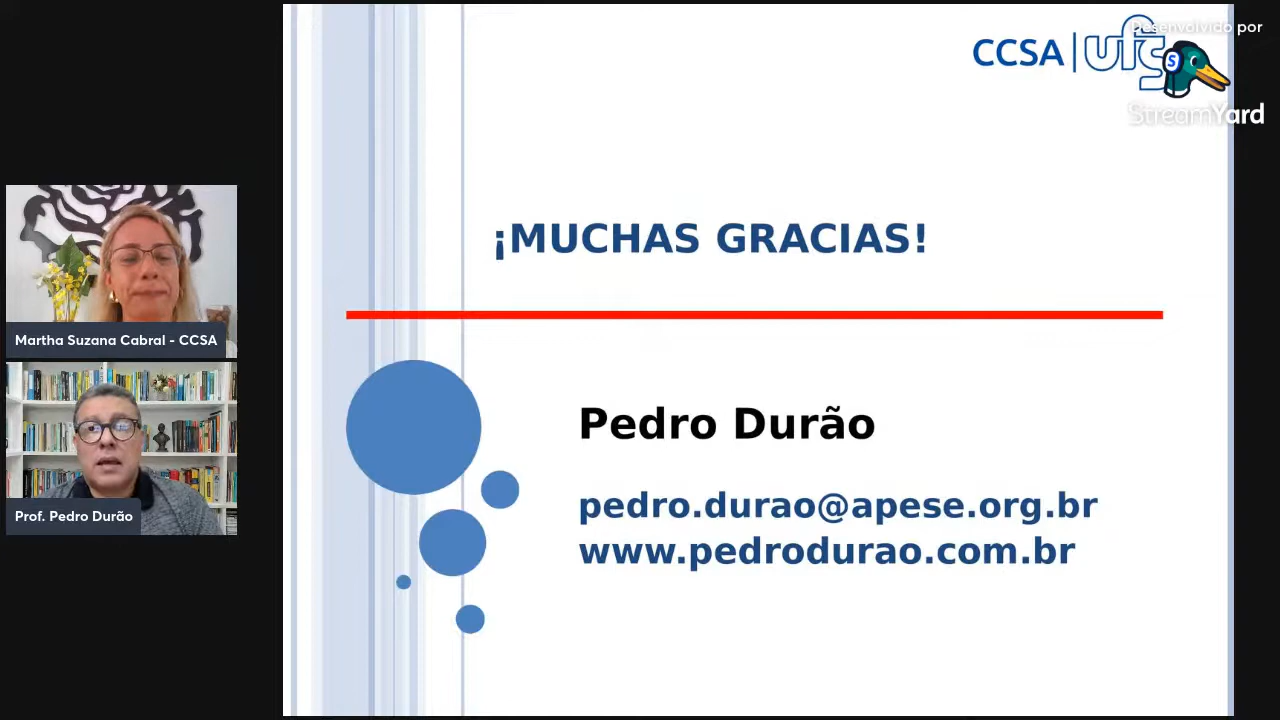 Desenvolvido por
CCSA | ufs
StreamYard
¡MUCHAS GRACIAS!
Martha Suzana Cabral - CCSA
Pedro Durão
pedro.durao@apese.org.br
Prof. Pedro Durão
www.pedrodurao.com.br